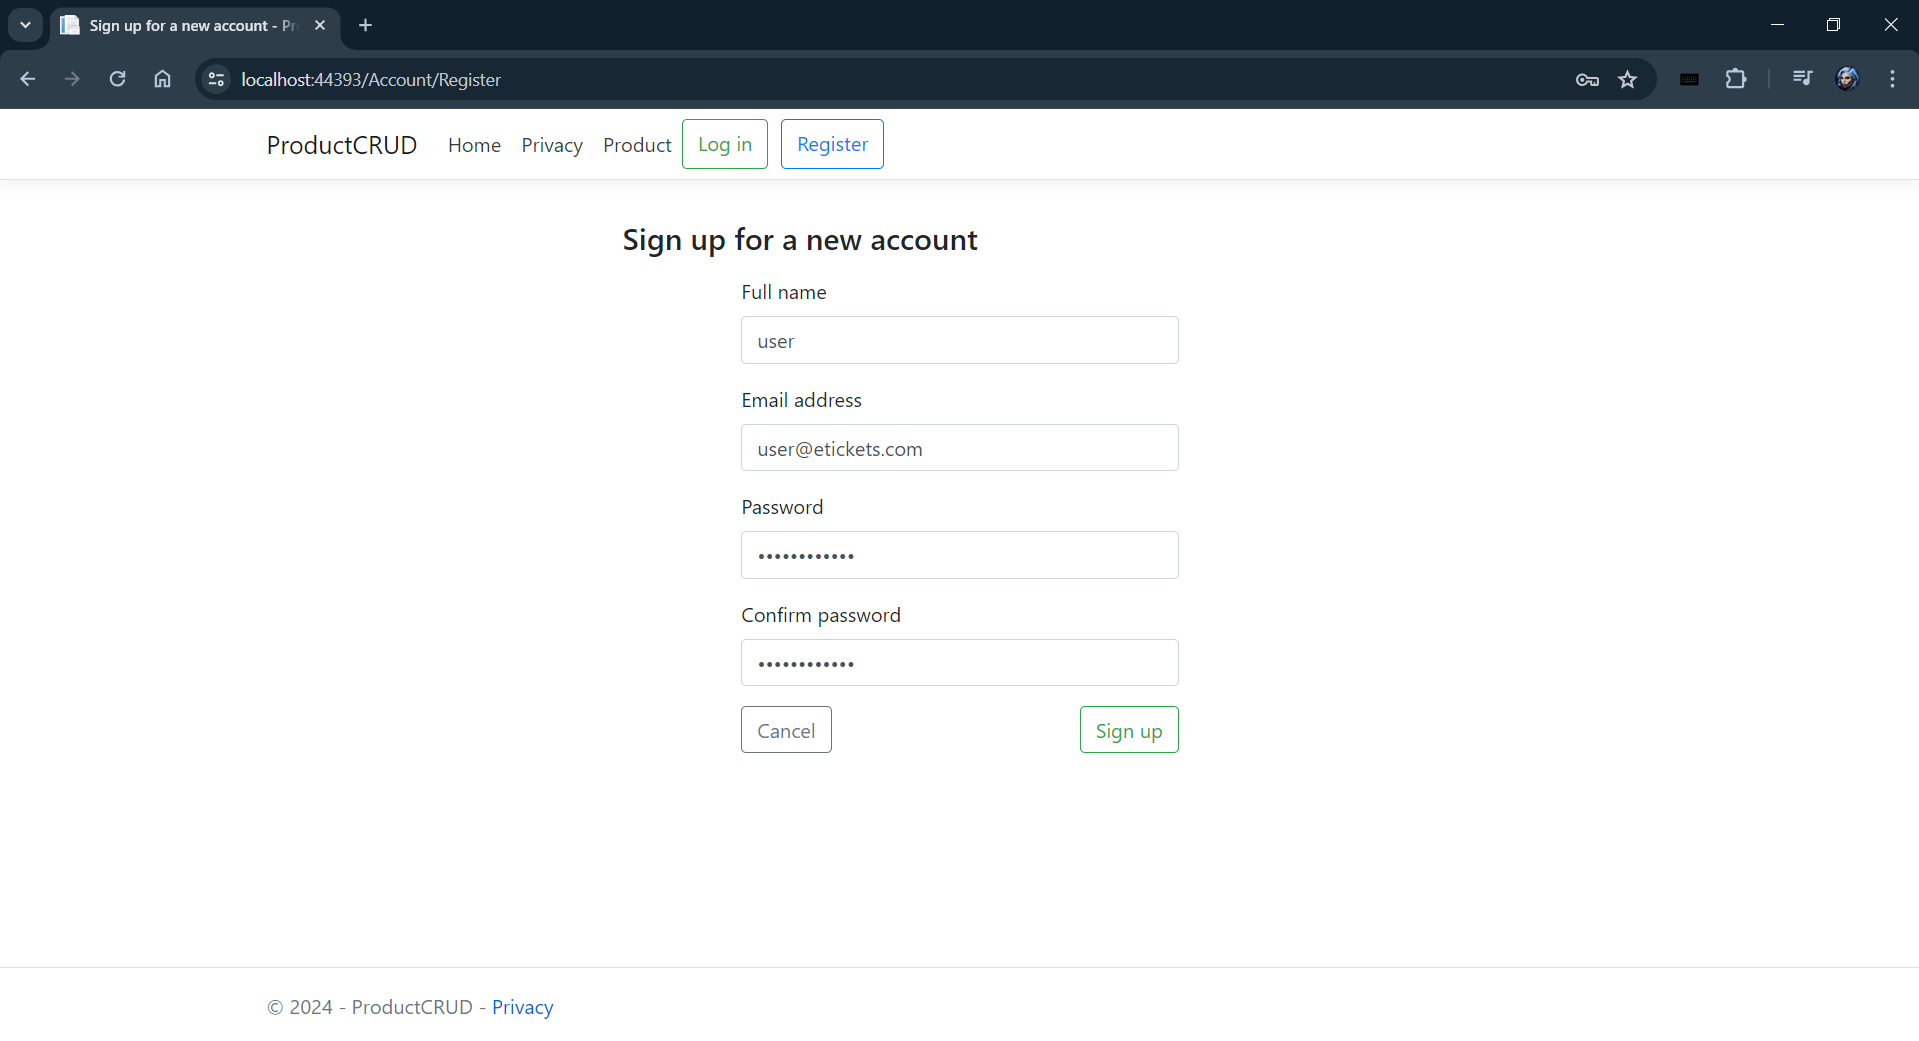 Sign up for a new account - Pr
localhost:44393/Account/Register
ProductCRUD Home Privacy Product Log in Register
Sign up for a new account
Full name
user
Email address
user@etickets.com
Password
••••••••••••
Confirm password
••••••••••••
Cancel Sign up
© 2024 - ProductCRUD - Privacy